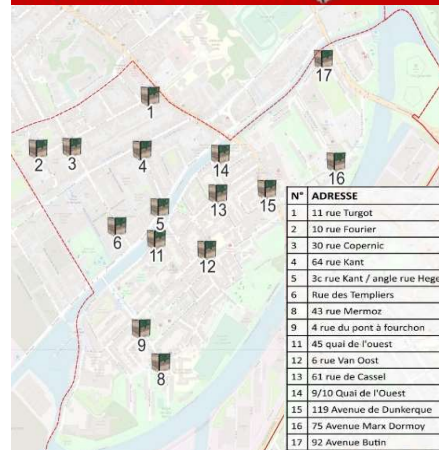 1
2
3
4
5
6
8
9
11
12
13
14
15
16
17
N° ADRESSE
1 11 rue Turgot
2 10 rue Fourier
3 30 rue Copernic
4 64 rue Kant
5 3c rue Kant / angle rue Hege
6 Rue des Templiers
8 43 rue Mermoz
9 4 rue du pont à fourchon
11 45 quai de l'ouest
12 6 rue Van Oost
13 61 rue de Cassel
14 9/10 Quai de l'Ouest
15 119 Avenue de Dunkerque
16 75 Avenue Marx Dormoy
17 92 Avenue Butin